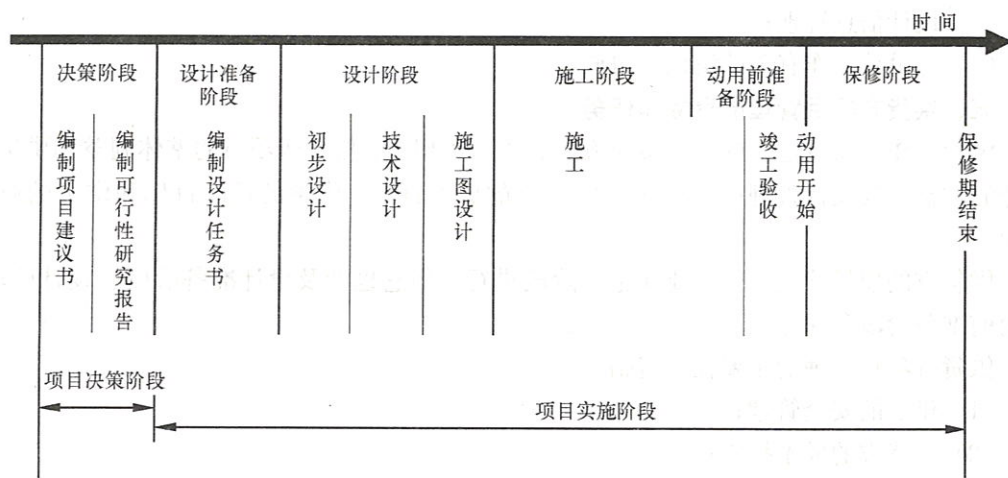 时间
决策阶段
设计准备
阶段
设计阶段
施工阶段
动用前准
备阶段
保修阶段
编制项目建议书
编制可行性研究报告
编制设计任务书
初步设计
技术设计
施工图设计
施工
竣工验收
动用开始
保修期结束
项目决策阶段
项目实施阶段